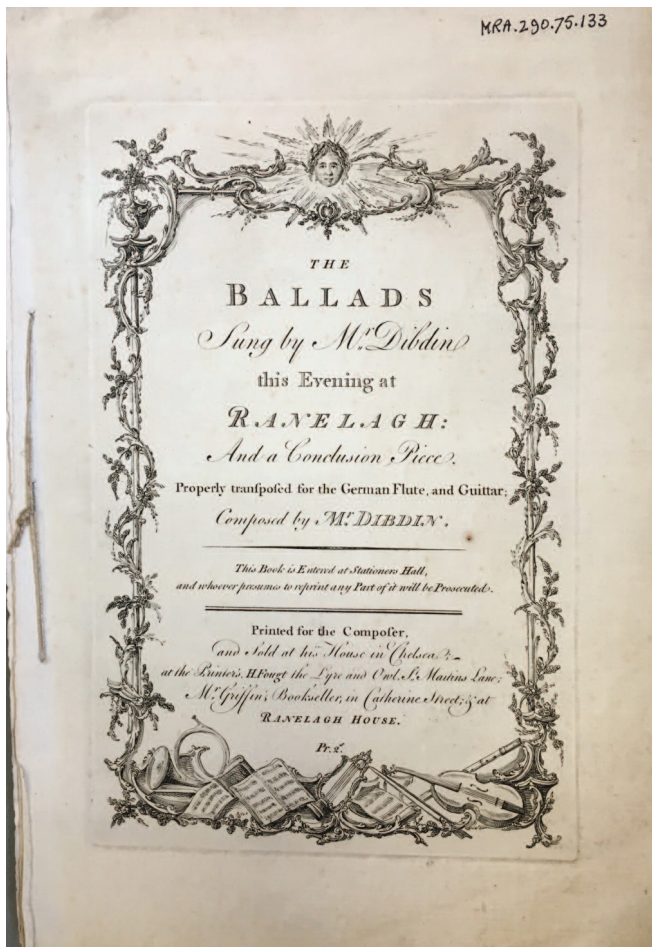 MRA.290.75.133
THE
BALLADS
Sung by Mr. Dibdin
this Evening at
RANELAGH:
And a Conclusion Piece.
Properly tranſpoſed for the German Flute, and Guittar;
Compoſed by Mr. DIBDIN.
This Book is Entered at Stationers Hall,
and whoever presumes to reprint any Part of it will be Prosecuted.
Printed for the Compoſer,
and Sold at his House in Chelsea &
at the Printer's, H.Fougt the Lyre and Owl, St. Martins Lane;
Mr. Griffin's Bookseller, in Catherine Street; & at
RANELAGH HOUSE.
Pr. 2s.